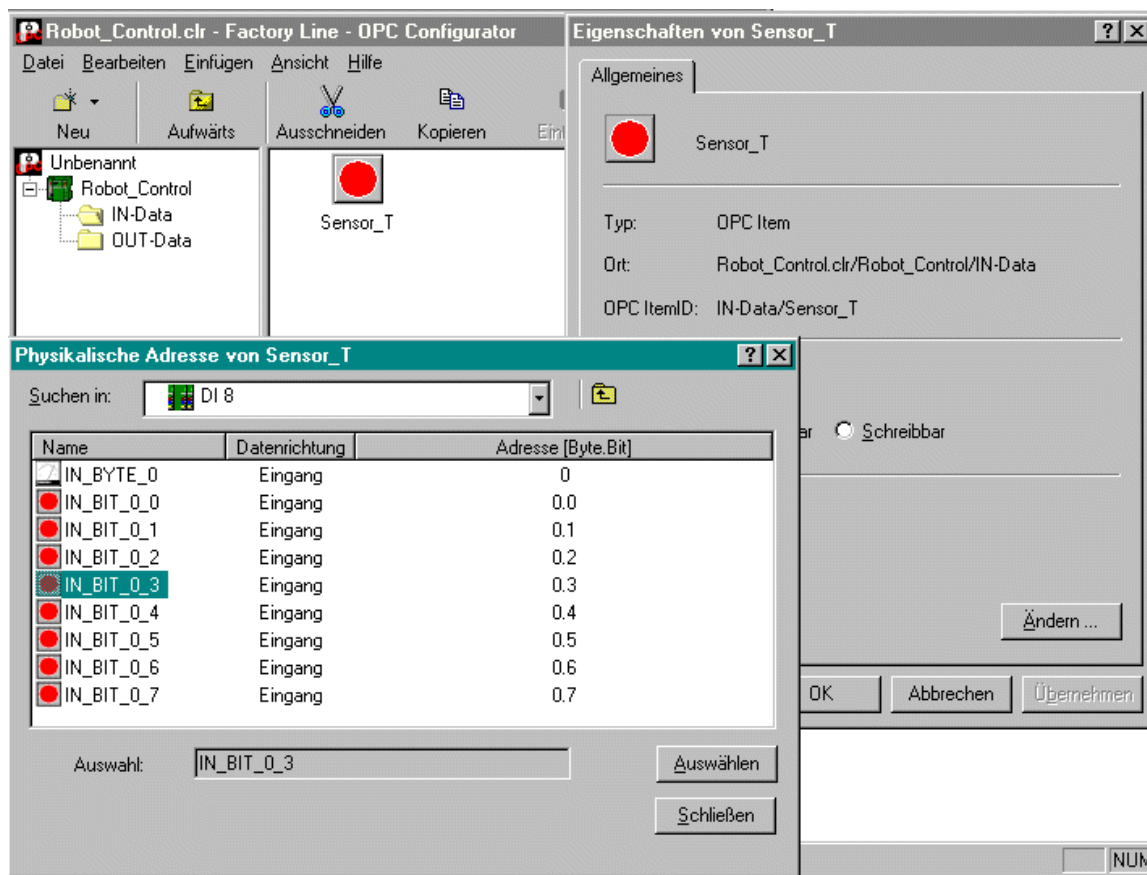 Robot_Control.clr - Factory Line - OPC Configurator
Datei Bearbeiten Einfügen Ansicht Hilfe
Neu Aufwärts Ausschneiden Kopieren
Unbenannt
Robot_Control
IN-Data
OUT-Data
Sensor_T
Eigenschaften von Sensor_T
Allgemeines
Sensor_T
Typ: OPC Item
Ort: Robot_Control.clr/Robot_Control/IN-Data
OPC ItemID: IN-Data/Sensor_T
Schreibbar
Ändern ...
OK Abbrechen Übernehmen
Physikalische Adresse von Sensor_T
Suchen in: DI 8
Name Datenrichtung Adresse [Byte.Bit]
IN_BYTE_0 Eingang 0
IN_BIT_0_0 Eingang 0.0
IN_BIT_0_1 Eingang 0.1
IN_BIT_0_2 Eingang 0.2
IN_BIT_0_3 Eingang 0.3
IN_BIT_0_4 Eingang 0.4
IN_BIT_0_5 Eingang 0.5
IN_BIT_0_6 Eingang 0.6
IN_BIT_0_7 Eingang 0.7
Auswahl: IN_BIT_0_3
Auswählen
Schließen
NUM